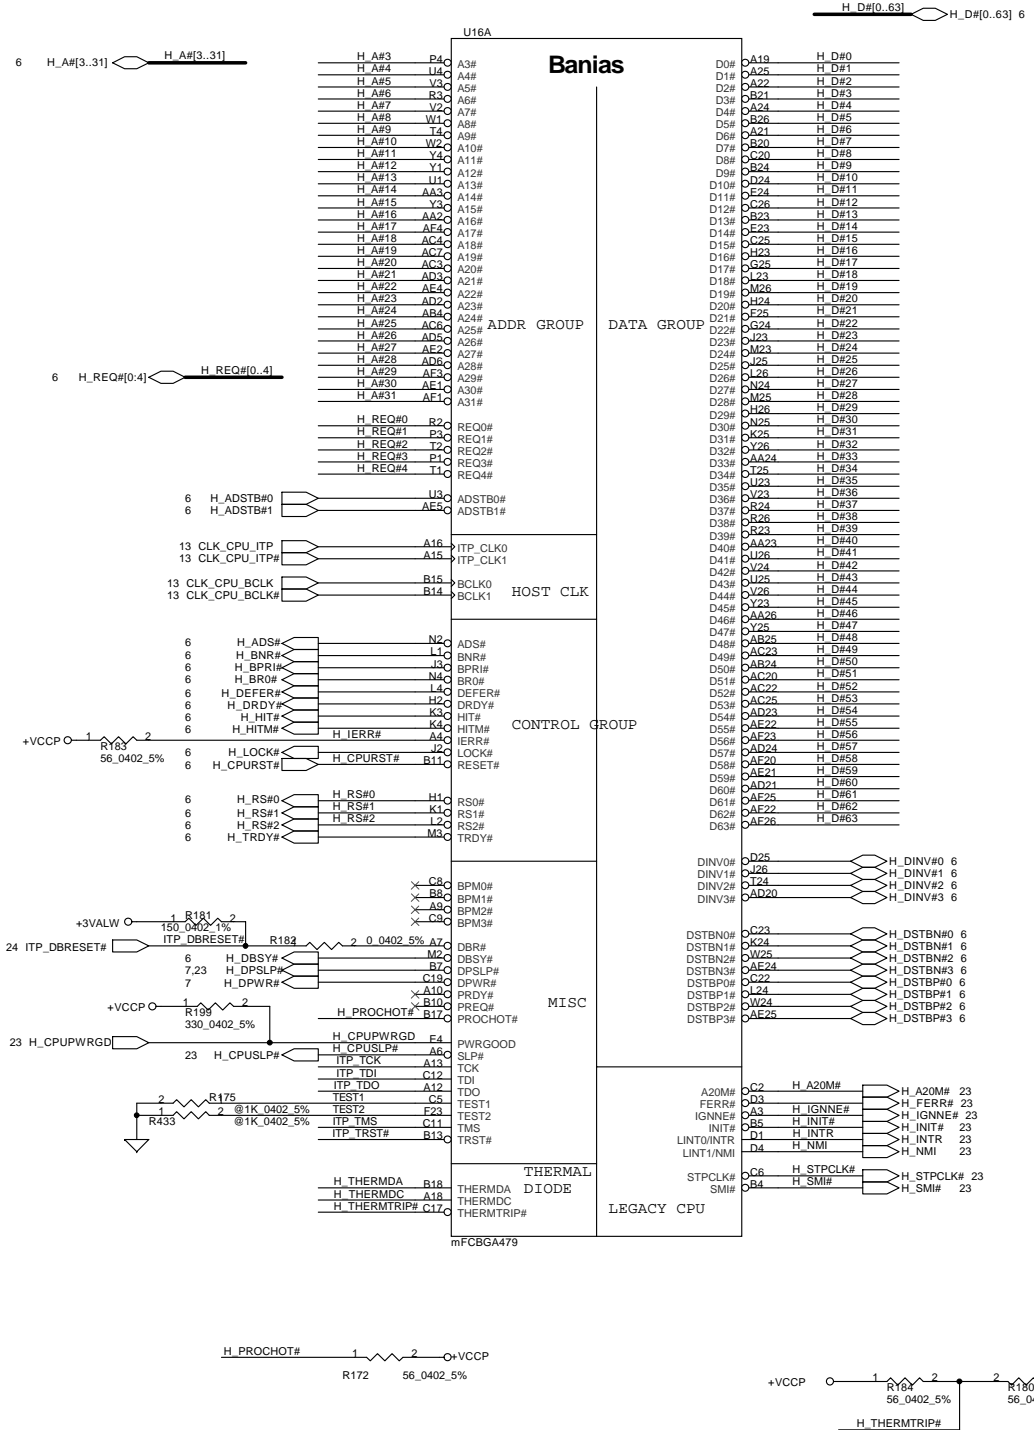 H_D#[0..63] H_D#[0..63] 6
U16A
Banias
6 H_A#[3..31] H_A#[3..31]
H_A#3 P4 A3#
H_A#4 U4 A4#
H_A#5 V3 A5#
H_A#6 R3 A6#
H_A#7 V2 A7#
H_A#8 W1 A8#
H_A#9 T4 A9#
H_A#10 W2 A10#
H_A#11 Y4 A11#
H_A#12 Y1 A12#
H_A#13 U1 A13#
H_A#14 AA3 A14#
H_A#15 Y3 A15#
H_A#16 AA2 A16#
H_A#17 AF4 A17#
H_A#18 AC4 A18#
H_A#19 AC7 A19#
H_A#20 AC3 A20#
H_A#21 AD3 A21#
H_A#22 AE4 A22#
H_A#23 AD2 A23#
H_A#24 AB4 A24#
H_A#25 AC6 A25#
H_A#26 AD5 A26#
H_A#27 AE2 A27#
H_A#28 AD6 A28#
H_A#29 AF3 A29#
H_A#30 AE1 A30#
H_A#31 AF1 A31#
ADDR GROUP
6 H_REQ#[0:4] H_REQ#[0..4]
H_REQ#0 R2 REQ0#
H_REQ#1 P3 REQ1#
H_REQ#2 T2 REQ2#
H_REQ#3 P1 REQ3#
H_REQ#4 T1 REQ4#
6 H_ADSTB#0 U3 ADSTB0#
6 H_ADSTB#1 AE5 ADSTB1#
13 CLK_CPU_ITP A16 ITP_CLK0
13 CLK_CPU_ITP# A15 ITP_CLK1
13 CLK_CPU_BCLK B15 BCLK0
13 CLK_CPU_BCLK# B14 BCLK1
HOST CLK
6 H_ADS# N2 ADS#
6 H_BNR# L1 BNR#
6 H_BPRI# J3 BPRI#
6 H_BR0# N4 BR0#
6 H_DEFER# L4 DEFER#
6 H_DRDY# H2 DRDY#
6 H_HIT# K3 HIT#
6 H_HITM# K4 HITM#
CONTROL GROUP
+VCCP 1 2 H_IERR# A4 IERR#
R183
56_0402_5%
6 H_LOCK# J2 LOCK#
6 H_CPURST# H_CPURST# B11 RESET#
6 H_RS#0 H_RS#0 H1 RS0#
6 H_RS#1 H_RS#1 K1 RS1#
6 H_RS#2 H_RS#2 L2 RS2#
6 H_TRDY# M3 TRDY#
C8 BPM0#
B8 BPM1#
A9 BPM2#
C9 BPM3#
+3VALW 1 R181 2
150_0402_1%
24 ITP_DBRESET# ITP_DBRESET# R182 1 2 0_0402_5% A7 DBR#
6 H_DBSY# M2 DBSY#
7,23 H_DPSLP# B7 DPSLP#
7 H_DPWR# C19 DPWR#
A10 PRDY#
B10 PREQ#
MISC
H_PROCHOT# B17 PROCHOT#
+VCCP 1 2
R199
330_0402_5%
23 H_CPUPWRGD H_CPUPWRGD E4 PWRGOOD
23 H_CPUSLP# H_CPUSLP# A6 SLP#
ITP_TCK A13 TCK
ITP_TDI C12 TDI
ITP_TDO A12 TDO
2 R175 1 @1K_0402_5% TEST1 C5 TEST1
1 R433 2 @1K_0402_5% TEST2 F23 TEST2
ITP_TMS C11 TMS
ITP_TRST# B13 TRST#
THERMAL
DIODE
H_THERMDA B18 THERMDA
H_THERMDC A18 THERMDC
H_THERMTRIP# C17 THERMTRIP#
mFCBGA479
DATA GROUP
D0# A19 H_D#0
D1# A25 H_D#1
D2# A22 H_D#2
D3# B21 H_D#3
D4# A24 H_D#4
D5# B26 H_D#5
D6# A21 H_D#6
D7# B20 H_D#7
D8# C20 H_D#8
D9# B24 H_D#9
D10# D24 H_D#10
D11# E24 H_D#11
D12# C26 H_D#12
D13# B23 H_D#13
D14# E23 H_D#14
D15# C25 H_D#15
D16# H23 H_D#16
D17# G25 H_D#17
D18# L23 H_D#18
D19# M26 H_D#19
D20# H24 H_D#20
D21# F25 H_D#21
D22# G24 H_D#22
D23# J23 H_D#23
D24# M23 H_D#24
D25# J25 H_D#25
D26# L26 H_D#26
D27# N24 H_D#27
D28# M25 H_D#28
D29# H26 H_D#29
D30# N25 H_D#30
D31# K25 H_D#31
D32# Y26 H_D#32
D33# AA24 H_D#33
D34# T25 H_D#34
D35# U23 H_D#35
D36# V23 H_D#36
D37# R24 H_D#37
D38# R26 H_D#38
D39# R23 H_D#39
D40# AA23 H_D#40
D41# U26 H_D#41
D42# V24 H_D#42
D43# U25 H_D#43
D44# V26 H_D#44
D45# Y23 H_D#45
D46# AA26 H_D#46
D47# Y25 H_D#47
D48# AB25 H_D#48
D49# AC23 H_D#49
D50# AB24 H_D#50
D51# AC20 H_D#51
D52# AC22 H_D#52
D53# AC25 H_D#53
D54# AD23 H_D#54
D55# AE22 H_D#55
D56# AF23 H_D#56
D57# AD24 H_D#57
D58# AF20 H_D#58
D59# AE21 H_D#59
D60# AD21 H_D#60
D61# AF25 H_D#61
D62# AF22 H_D#62
D63# AF26 H_D#63
DINV0# D25 H_DINV#0 6
DINV1# J26 H_DINV#1 6
DINV2# T24 H_DINV#2 6
DINV3# AD20 H_DINV#3 6
DSTBN0# C23 H_DSTBN#0 6
DSTBN1# K24 H_DSTBN#1 6
DSTBN2# W25 H_DSTBN#2 6
DSTBN3# AE24 H_DSTBN#3 6
DSTBP0# C22 H_DSTBP#0 6
DSTBP1# L24 H_DSTBP#1 6
DSTBP2# W24 H_DSTBP#2 6
DSTBP3# AE25 H_DSTBP#3 6
A20M# C2 H_A20M# H_A20M# 23
FERR# D3 H_FERR# 23
IGNNE# A3 H_IGNNE# H_IGNNE# 23
INIT# B5 H_INIT# H_INIT# 23
LINT0/INTR D1 H_INTR H_INTR 23
LINT1/NMI D4 H_NMI H_NMI 23
STPCLK# C6 H_STPCLK# H_STPCLK# 23
SMI# B4 H_SMI# H_SMI# 23
LEGACY CPU
H_PROCHOT# 1 2 +VCCP
R172 56_0402_5%
+VCCP 1 2 2
R184 R180
56_0402_5% 56_04
H_THERMTRIP#